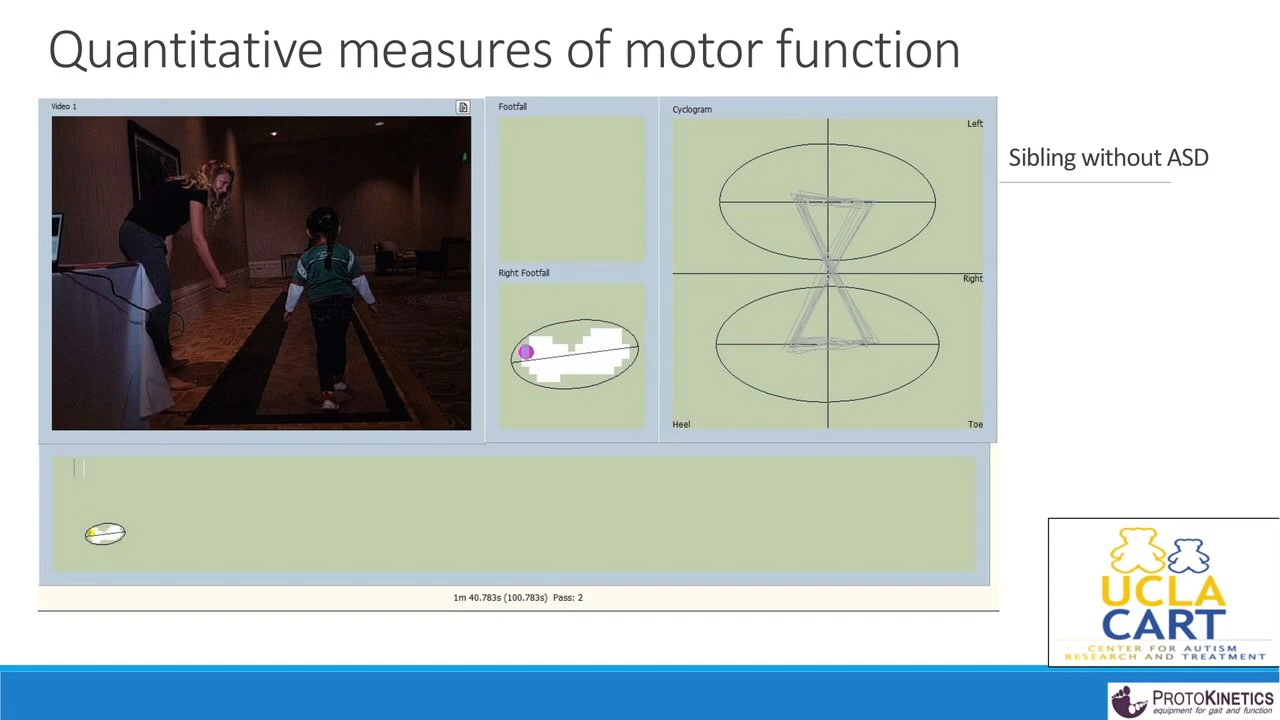 Quantitative measures of motor function
Video 1
Footfall
Cyclogram
Left
Sibling without ASD
Right Footfall
Right
Heel
Toe
1m 40.783s (100.783s) Pass: 2
UCLA
CART
CENTER FOR AUTISM
RESEARCH AND TREATMENT
PROTOKINETICS
equipment for gait and function